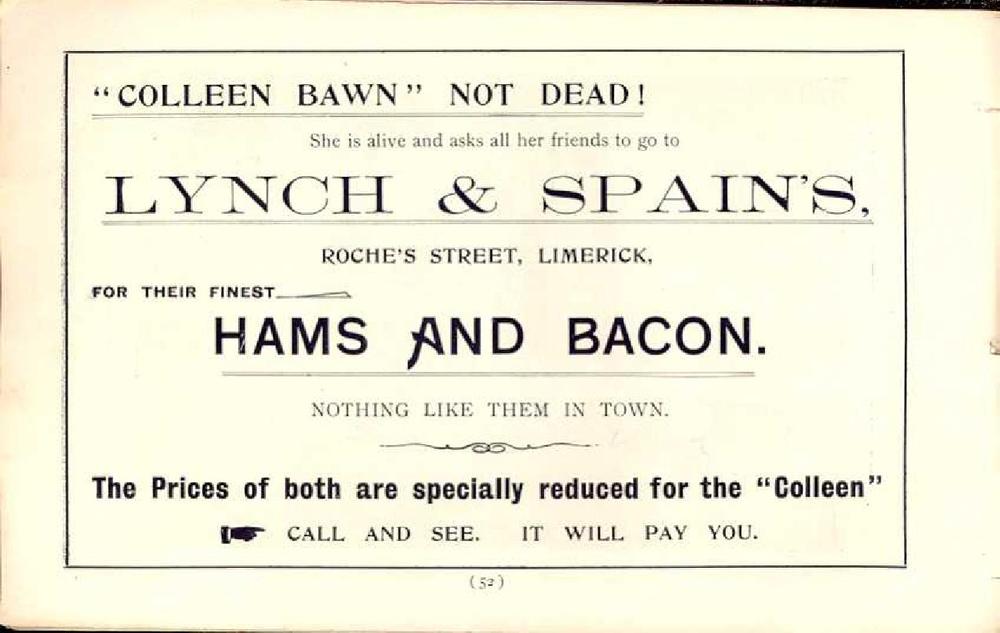 “COLLEEN BAWN” NOT DEAD!
She is alive and asks all her friends to go to
LYNCH & SPAIN'S,
ROCHE'S STREET, LIMERICK,
FOR THEIR FINEST
HAMS AND BACON.
NOTHING LIKE THEM IN TOWN.
The Prices of both are specially reduced for the “Colleen”
CALL AND SEE. IT WILL PAY YOU.
(52)